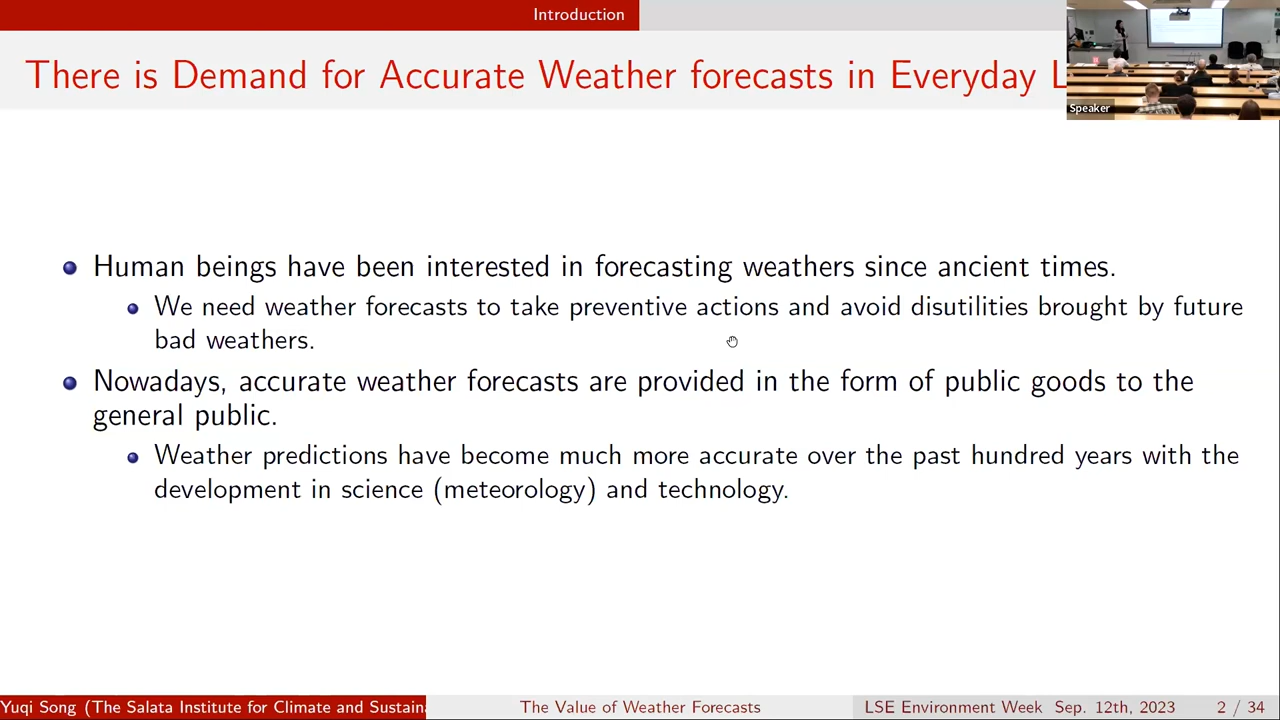 Introduction
There is Demand for Accurate Weather forecasts in Everyday L
Speaker
Human beings have been interested in forecasting weathers since ancient times.
We need weather forecasts to take preventive actions and avoid disutilities brought by future
bad weathers.
Nowadays, accurate weather forecasts are provided in the form of public goods to the
general public.
Weather predictions have become much more accurate over the past hundred years with the
development in science (meteorology) and technology.
Yuqi Song (The Salata Institute for Climate and Sustaina
The Value of Weather Forecasts
LSE Environment Week Sep. 12th, 2023
2 / 34